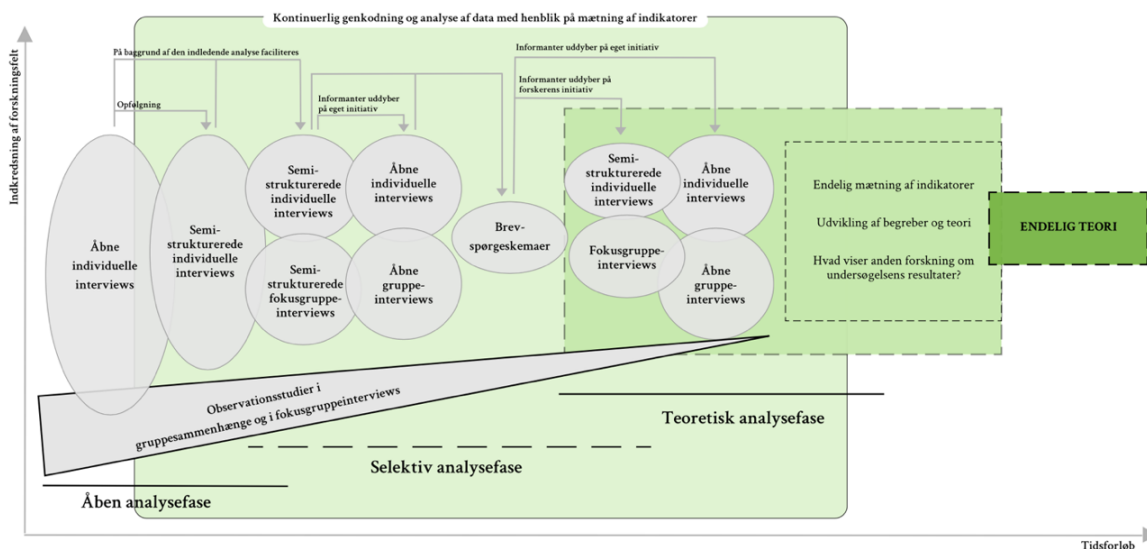 Kontinuerlig genkodning og analyse af data med henblik på mætning af indikatorer
Indkredsning af forskningsfelt
På baggrund af den indledende analyse faciliteres
Opfølgning
Informanter uddyber
på eget initiativ
Informanter uddyber på eget initiativ
Informanter uddyber på
forskerens initiativ
Åbne
individuelle
interviews
Semi-
strukturerede
individuelle
interviews
Semi-
strukturerede
individuelle
interviews
Semi-
strukturerede
fokusgruppe-
interviews
Åbne
individuelle
interviews
Åbne
gruppe-
interviews
Brev-
spørgeskemaer
Semi-
strukturerede
individuelle
interviews
Fokusgruppe-
interviews
Åbne
individuelle
interviews
Åbne
gruppe-
interviews
Endelig mætning af indikatorer
Udvikling af begreber og teori
Hvad viser anden forskning om
undersøgelsens resultater?
ENDELIG TEORI
Observationsstudier i
gruppesammenhænge og i fokusgruppeinterviews
Teoretisk analysefase
Selektiv analysefase
Åben analysefase
Tidsforløb